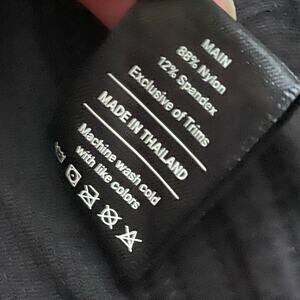 MAIN
88% Nylon
12% Spandex
Exclusive of Trims
MADE IN THAILAND
Machine wash cold
with like colors